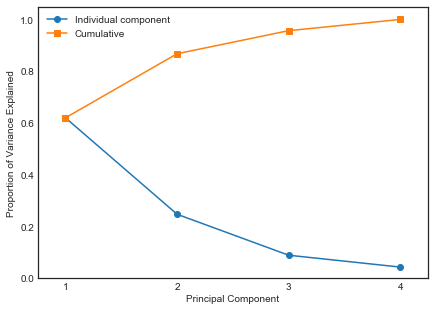 Individual component
Cumulative
1.0
0.8
0.6
0.4
0.2
0.0
Proportion of Variance Explained
1 2 3 4
Principal Component